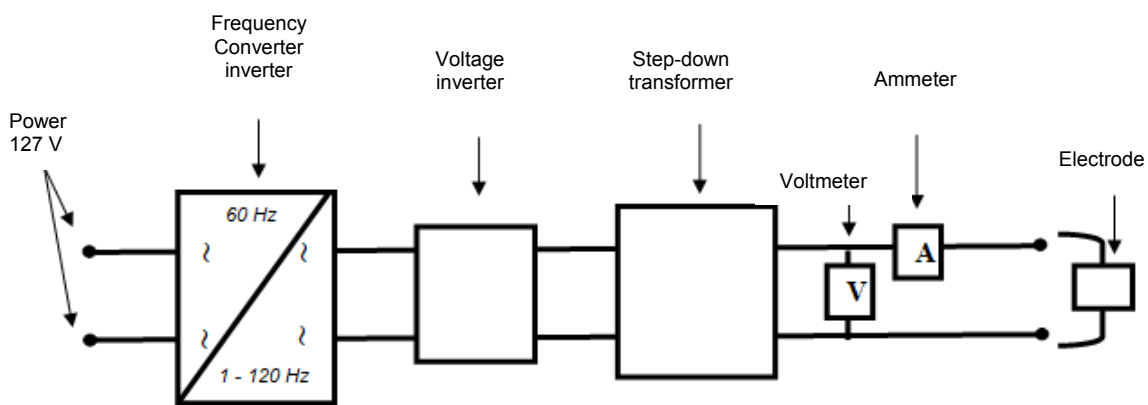 Frequency
Converter
inverter
Voltage
inverter
Step-down
transformer
Ammeter
Power
127 V
Electrode
Voltmeter
60 Hz
~ ~
A
V
~ ~
1 - 120 Hz